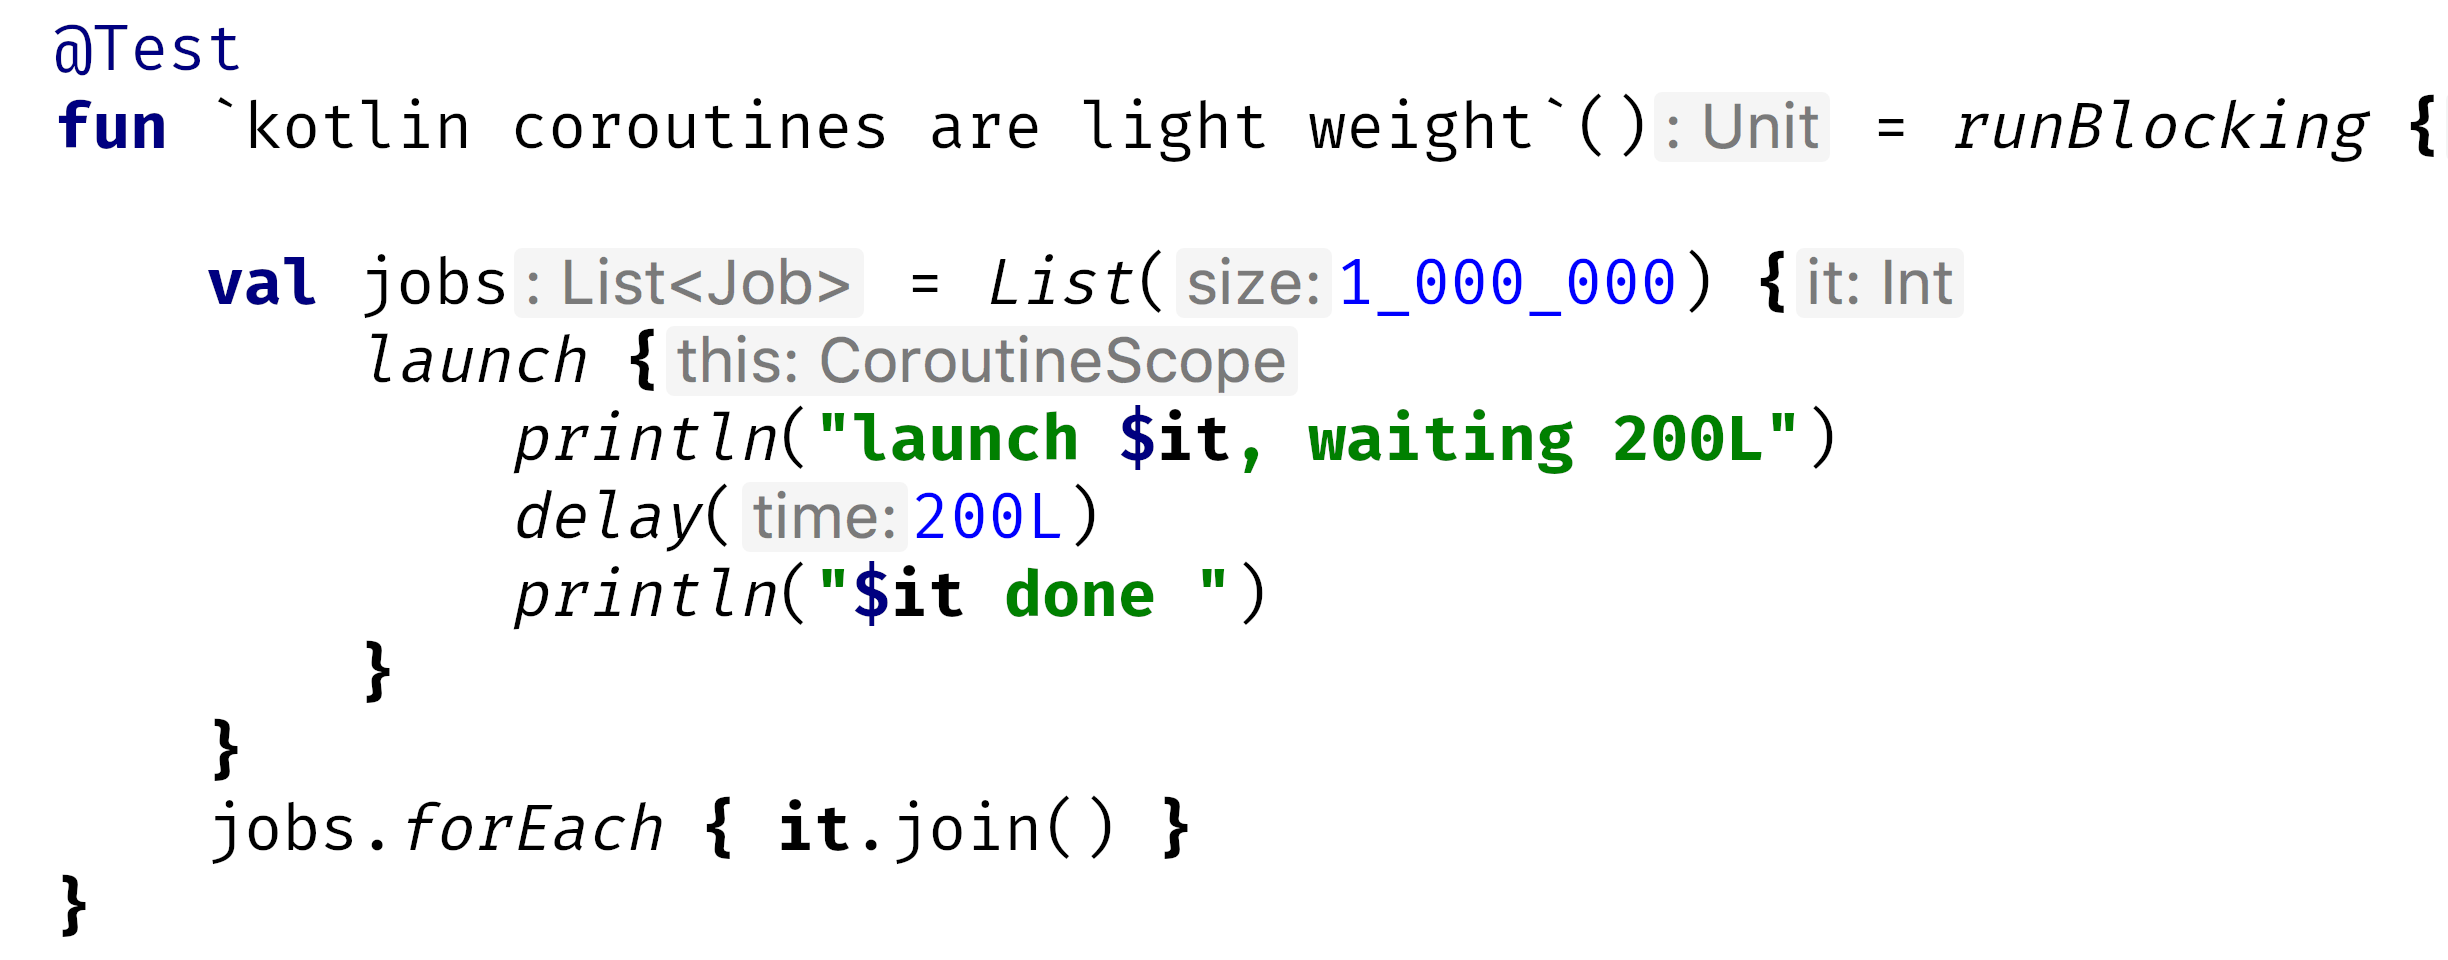 @Test
fun `kotlin coroutines are light weight`(): Unit = runBlocking {
val jobs: List<Job> = List( size: 1_000_000) { it: Int
launch { this: CoroutineScope
println("launch $it, waiting 200L")
delay( time: 200L)
println("$it done ")
}
}
jobs.forEach { it.join() }
}